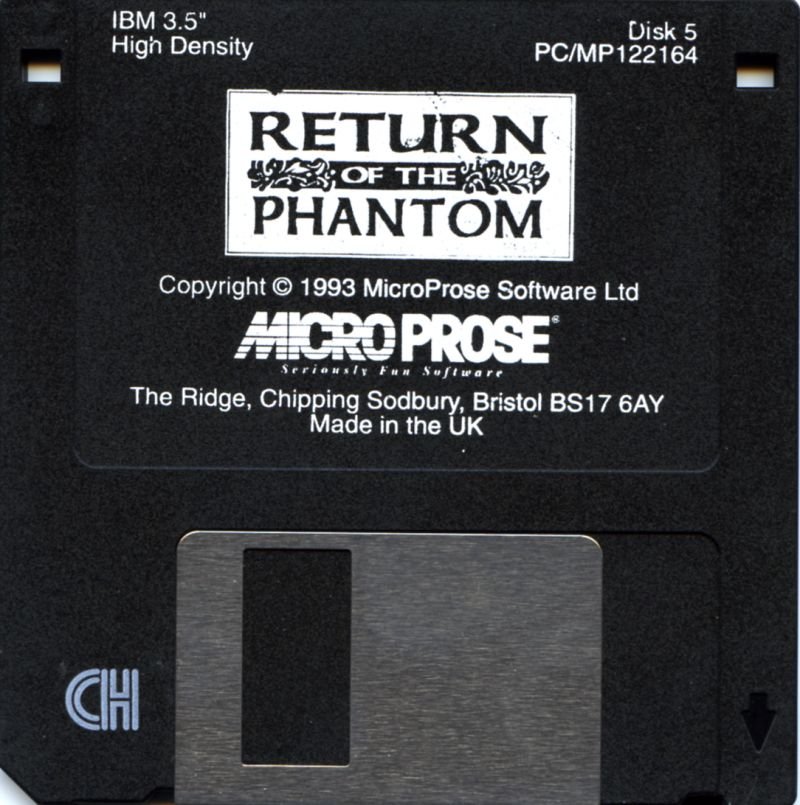 IBM 3.5"
High Density
Disk 5
PC/MP122164
RETURN
OF THE
PHANTOM
Copyright © 1993 MicroProse Software Ltd
MICROPROSE®
Seriously Fun Software
The Ridge, Chipping Sodbury, Bristol BS17 6AY
Made in the UK
CH